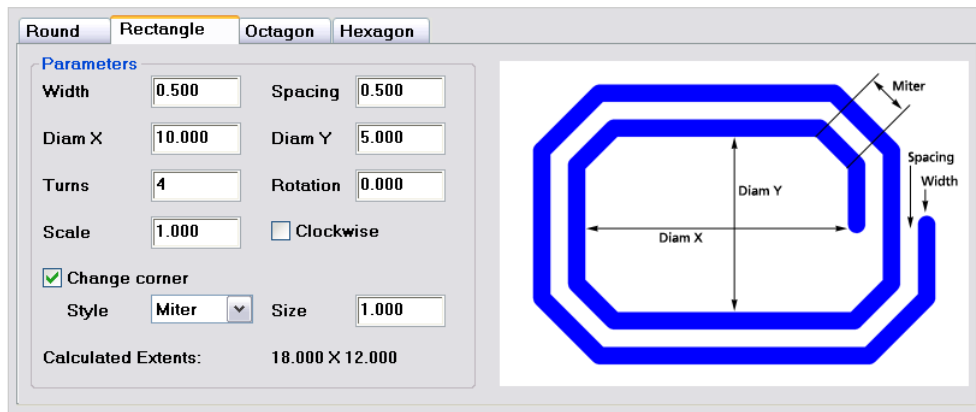 Round Rectangle Octagon Hexagon
Parameters
Width 0.500 Spacing 0.500
Diam X 10.000 Diam Y 5.000
Turns 4 Rotation 0.000
Scale 1.000 Clockwise
Change corner
Style Miter Size 1.000
Calculated Extents: 18.000 X 12.000
Miter
Spacing
Width
Diam Y
Diam X